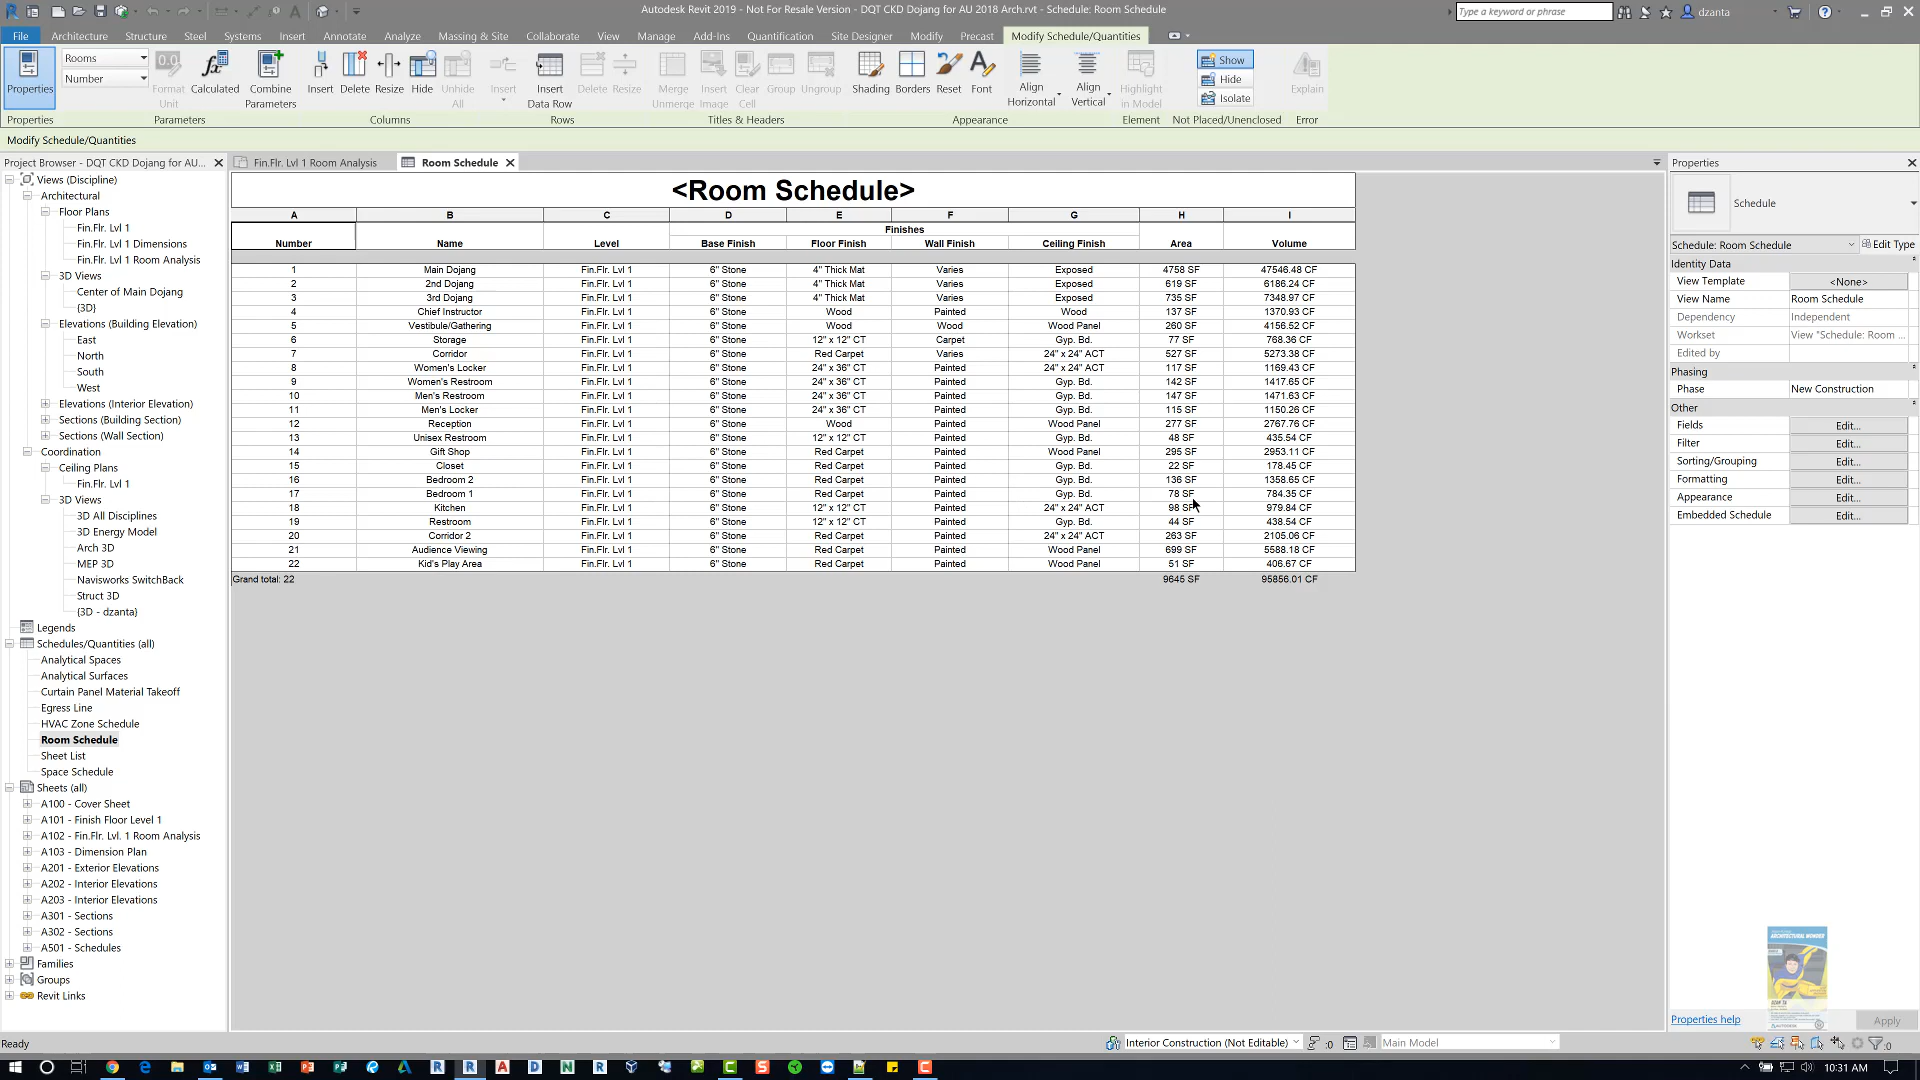 Autodesk Revit 2019 - Not For Resale Version - DQT CKD Dojang for AU 2018 Arch.rvt - Schedule: Room Schedule
Type a keyword or phrase
dzanta
File Architecture Structure Steel Systems Insert Annotate Analyze Massing & Site Collaborate View Manage Add-Ins Quantification Site Designer Modify Precast Modify Schedule/Quantities
Properties
Rooms
Number
Format Unit
Calculated
Combine Parameters
Insert
Delete
Resize
Hide
Unhide All
Insert
Insert Data Row
Delete
Resize
Merge Unmerge
Insert Image
Clear Cell
Group
Ungroup
Shading
Borders
Reset
Font
Align Horizontal
Align Vertical
Highlight in Model
Show
Hide
Isolate
Explain
Properties Parameters Columns Rows Titles & Headers Appearance Element Not Placed/Unenclosed Error
Modify Schedule/Quantities
Project Browser - DQT CKD Dojang for AU...
Views (Discipline)
Architectural
Floor Plans
Fin.Flr. Lvl 1
Fin.Flr. Lvl 1 Dimensions
Fin.Flr. Lvl 1 Room Analysis
3D Views
Center of Main Dojang
{3D}
Elevations (Building Elevation)
East
North
South
West
Elevations (Interior Elevation)
Sections (Building Section)
Sections (Wall Section)
Coordination
Ceiling Plans
Fin.Flr. Lvl 1
3D Views
3D All Disciplines
3D Energy Model
Arch 3D
MEP 3D
Navisworks SwitchBack
Struct 3D
{3D - dzanta}
Legends
Schedules/Quantities (all)
Analytical Spaces
Analytical Surfaces
Curtain Panel Material Takeoff
Egress Line
HVAC Zone Schedule
Room Schedule
Sheet List
Space Schedule
Sheets (all)
A100 - Cover Sheet
A101 - Finish Floor Level 1
A102 - Fin.Flr. Lvl. 1 Room Analysis
A103 - Dimension Plan
A201 - Exterior Elevations
A202 - Interior Elevations
A203 - Interior Elevations
A301 - Sections
A302 - Sections
A501 - Schedules
Families
Groups
Revit Links
Fin.Flr. Lvl 1 Room Analysis
Room Schedule
<Room Schedule>
A B C D E F G H I
Finishes
Number Name Level Base Finish Floor Finish Wall Finish Ceiling Finish Area Volume
1 Main Dojang Fin.Flr. Lvl 1 6" Stone 4" Thick Mat Varies Exposed 4758 SF 47546.48 CF
2 2nd Dojang Fin.Flr. Lvl 1 6" Stone 4" Thick Mat Varies Exposed 619 SF 6186.24 CF
3 3rd Dojang Fin.Flr. Lvl 1 6" Stone 4" Thick Mat Varies Exposed 735 SF 7348.97 CF
4 Chief Instructor Fin.Flr. Lvl 1 6" Stone Wood Painted Wood 137 SF 1370.93 CF
5 Vestibule/Gathering Fin.Flr. Lvl 1 6" Stone Wood Wood Wood Panel 260 SF 4156.52 CF
6 Storage Fin.Flr. Lvl 1 6" Stone 12" x 12" CT Carpet Gyp. Bd. 77 SF 768.36 CF
7 Corridor Fin.Flr. Lvl 1 6" Stone Red Carpet Varies 24" x 24" ACT 527 SF 5273.38 CF
8 Women's Locker Fin.Flr. Lvl 1 6" Stone 24" x 36" CT Painted 24" x 24" ACT 117 SF 1169.43 CF
9 Women's Restroom Fin.Flr. Lvl 1 6" Stone 24" x 36" CT Painted Gyp. Bd. 142 SF 1417.65 CF
10 Men's Restroom Fin.Flr. Lvl 1 6" Stone 24" x 36" CT Painted Gyp. Bd. 147 SF 1471.63 CF
11 Men's Locker Fin.Flr. Lvl 1 6" Stone 24" x 36" CT Painted Gyp. Bd. 115 SF 1150.26 CF
12 Reception Fin.Flr. Lvl 1 6" Stone Wood Painted Wood Panel 277 SF 2767.76 CF
13 Unisex Restroom Fin.Flr. Lvl 1 6" Stone 12" x 12" CT Painted Gyp. Bd. 48 SF 435.54 CF
14 Gift Shop Fin.Flr. Lvl 1 6" Stone Red Carpet Painted Wood Panel 295 SF 2953.11 CF
15 Closet Fin.Flr. Lvl 1 6" Stone Red Carpet Painted Gyp. Bd. 22 SF 178.45 CF
16 Bedroom 2 Fin.Flr. Lvl 1 6" Stone Red Carpet Painted Gyp. Bd. 136 SF 1358.65 CF
17 Bedroom 1 Fin.Flr. Lvl 1 6" Stone Red Carpet Painted Gyp. Bd. 78 SF 784.35 CF
18 Kitchen Fin.Flr. Lvl 1 6" Stone 12" x 12" CT Painted 24" x 24" ACT 98 SF 979.84 CF
19 Restroom Fin.Flr. Lvl 1 6" Stone 12" x 12" CT Painted Gyp. Bd. 44 SF 438.54 CF
20 Corridor 2 Fin.Flr. Lvl 1 6" Stone Red Carpet Painted 24" x 24" ACT 263 SF 2105.06 CF
21 Audience Viewing Fin.Flr. Lvl 1 6" Stone Red Carpet Painted Wood Panel 699 SF 5588.18 CF
22 Kid's Play Area Fin.Flr. Lvl 1 6" Stone Red Carpet Painted Wood Panel 51 SF 406.67 CF
Grand total: 22 9645 SF 95856.01 CF
Properties
Schedule
Schedule: Room Schedule Edit Type
Identity Data
View Template <None>
View Name Room Schedule
Dependency Independent
Workset View "Schedule: Room ...
Edited by
Phasing
Phase New Construction
Other
Fields Edit...
Filter Edit...
Sorting/Grouping Edit...
Formatting Edit...
Appearance Edit...
Embedded Schedule Edit...
ARCHITECTURAL WONDER
AUTODESK
Properties help Apply
Ready
Interior Construction (Not Editable)
:0
Main Model
:0
10:31 AM